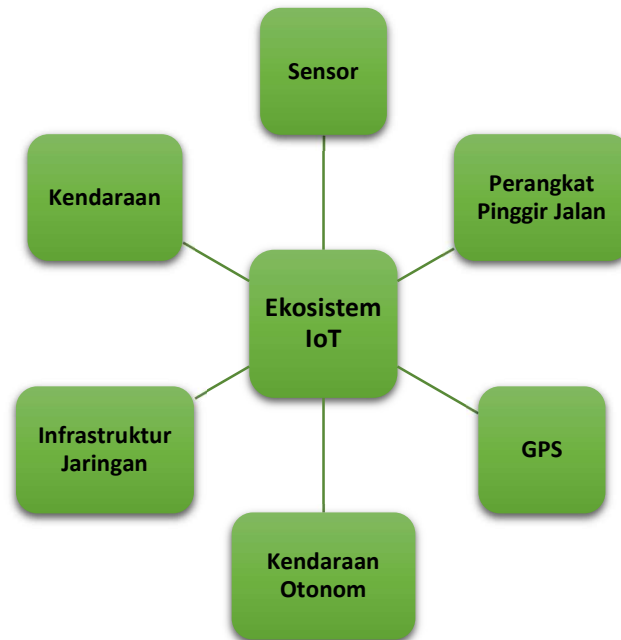 Sensor
Perangkat
Pinggir Jalan
GPS
Kendaraan
Otonom
Infrastruktur
Jaringan
Kendaraan
Ekosistem
IoT